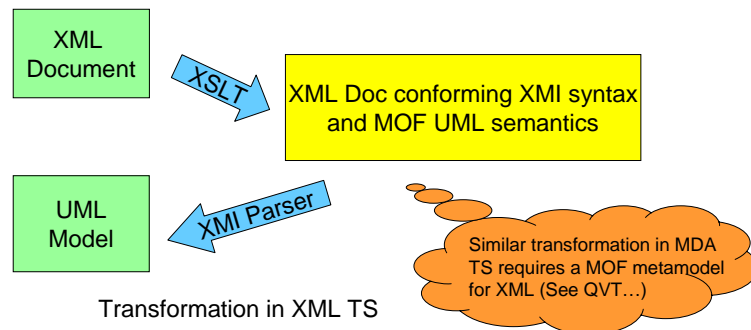 XML
Document
XSLT
XML Doc conforming XMI syntax
and MOF UML semantics
UML
Model
XMI Parser
Similar transformation in MDA
TS requires a MOF metamodel
for XML (See QVT…)
Transformation in XML TS